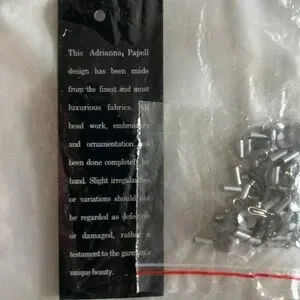 This Adrianna Papell
design has been made
from the finest and most
luxurious fabrics. All
bead work, embroidery
and ornamentation
been done completely by
hand. Slight irregularities
or variations should not
be regarded as defective
or damaged, rather a
testament to the garment's
unique beauty.